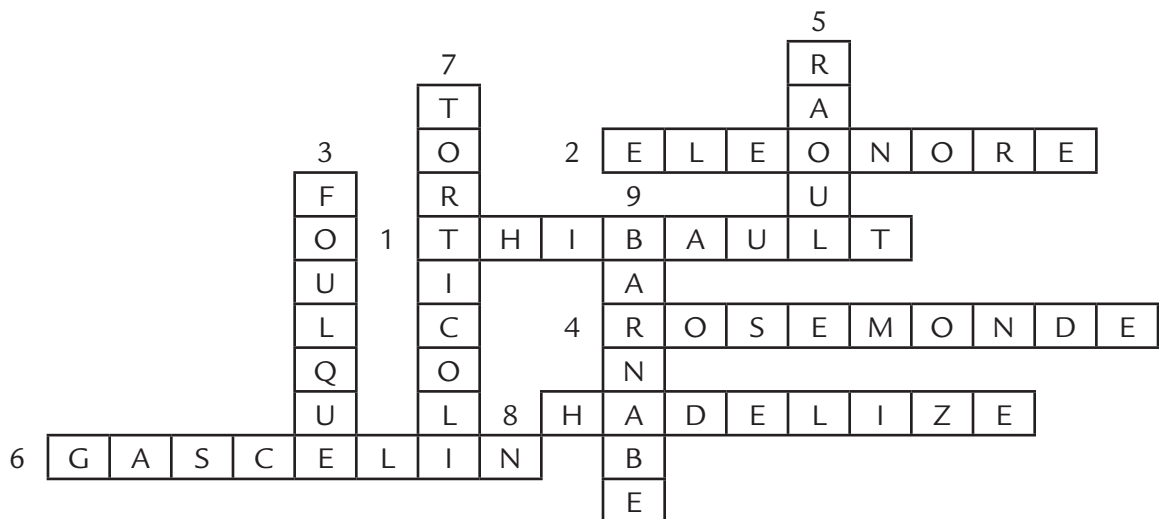 5
7 R
T A
3 O 2 E L E O N O R E
F R 9 U
O 1 T H I B A U L T
U I A
L C 4 R O S E M O N D E
Q O N
U L 8 H A D E L I Z E
6 G A S C E L I N B
E